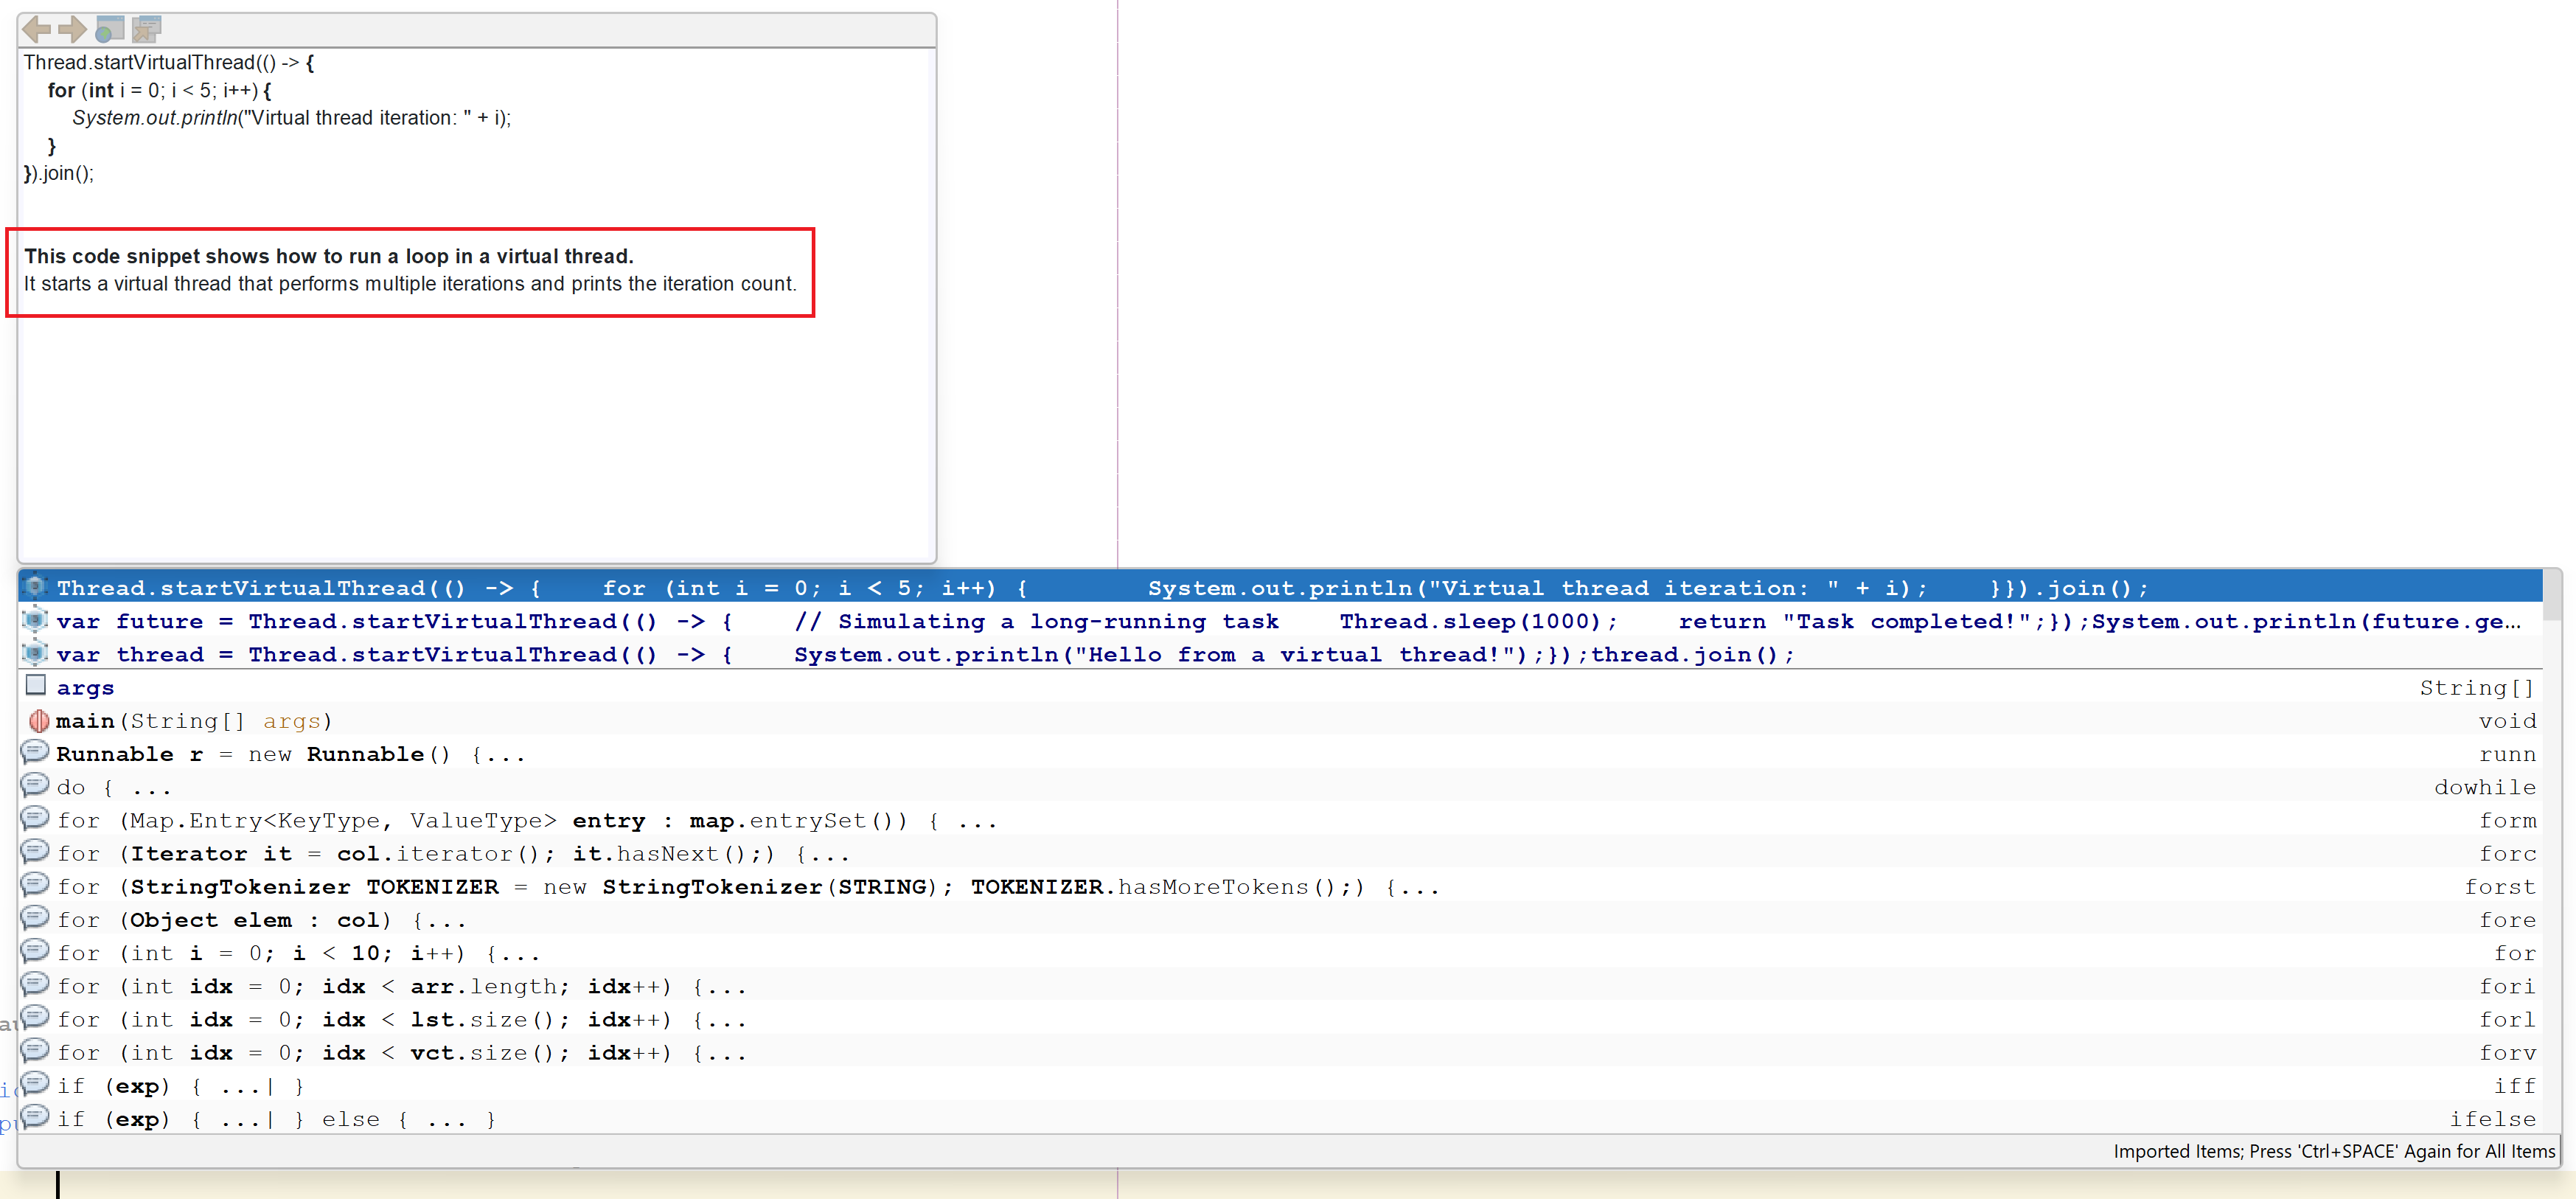 Thread.startVirtualThread(() -> {
for (int i = 0; i < 5; i++) {
System.out.println("Virtual thread iteration: " + i);
}
}).join();
This code snippet shows how to run a loop in a virtual thread.
It starts a virtual thread that performs multiple iterations and prints the iteration count.
Thread.startVirtualThread(() -> {    for (int i = 0; i < 5; i++) {        System.out.println("Virtual thread iteration: " + i);    }}).join();
var future = Thread.startVirtualThread(() -> {    // Simulating a long-running task    Thread.sleep(1000);    return "Task completed!";});System.out.println(future.ge...
var thread = Thread.startVirtualThread(() -> {    System.out.println("Hello from a virtual thread!");});thread.join();
args String[]
main(String[] args) void
Runnable r = new Runnable() {... runn
do { ... dowhile
for (Map.Entry<KeyType, ValueType> entry : map.entrySet()) { ... form
for (Iterator it = col.iterator(); it.hasNext();) {... forc
for (StringTokenizer TOKENIZER = new StringTokenizer(STRING); TOKENIZER.hasMoreTokens();) {... forst
for (Object elem : col) {... fore
for (int i = 0; i < 10; i++) {... for
for (int idx = 0; idx < arr.length; idx++) {... fori
for (int idx = 0; idx < lst.size(); idx++) {... forl
for (int idx = 0; idx < vct.size(); idx++) {... forv
if (exp) { ...| } iff
if (exp) { ...| } else { ... } ifelse
Imported Items; Press 'Ctrl+SPACE' Again for All Items